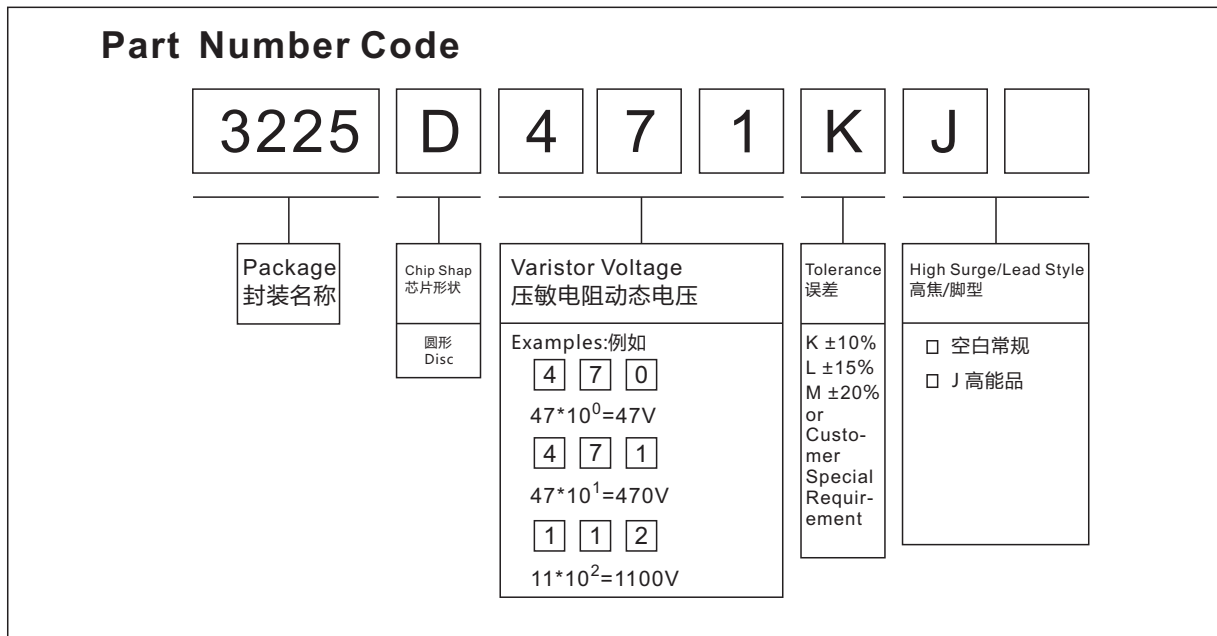 Part Number Code
3225 D 4 7 1 K J
Package
封装名称
Chip Shap
芯片形状
圆形
Disc
Varistor Voltage
压敏电阻动态电压
Examples:例如
4 7 0
47*10⁰=47V
4 7 1
47*10¹=470V
1 1 2
11*10²=1100V
Tolerance
误差
K ±10%
L ±15%
M ±20%
or
Custo-
mer
Special
Requir-
ement
High Surge/Lead Style
高焦/脚型
□ 空白常规
□ J 高能品